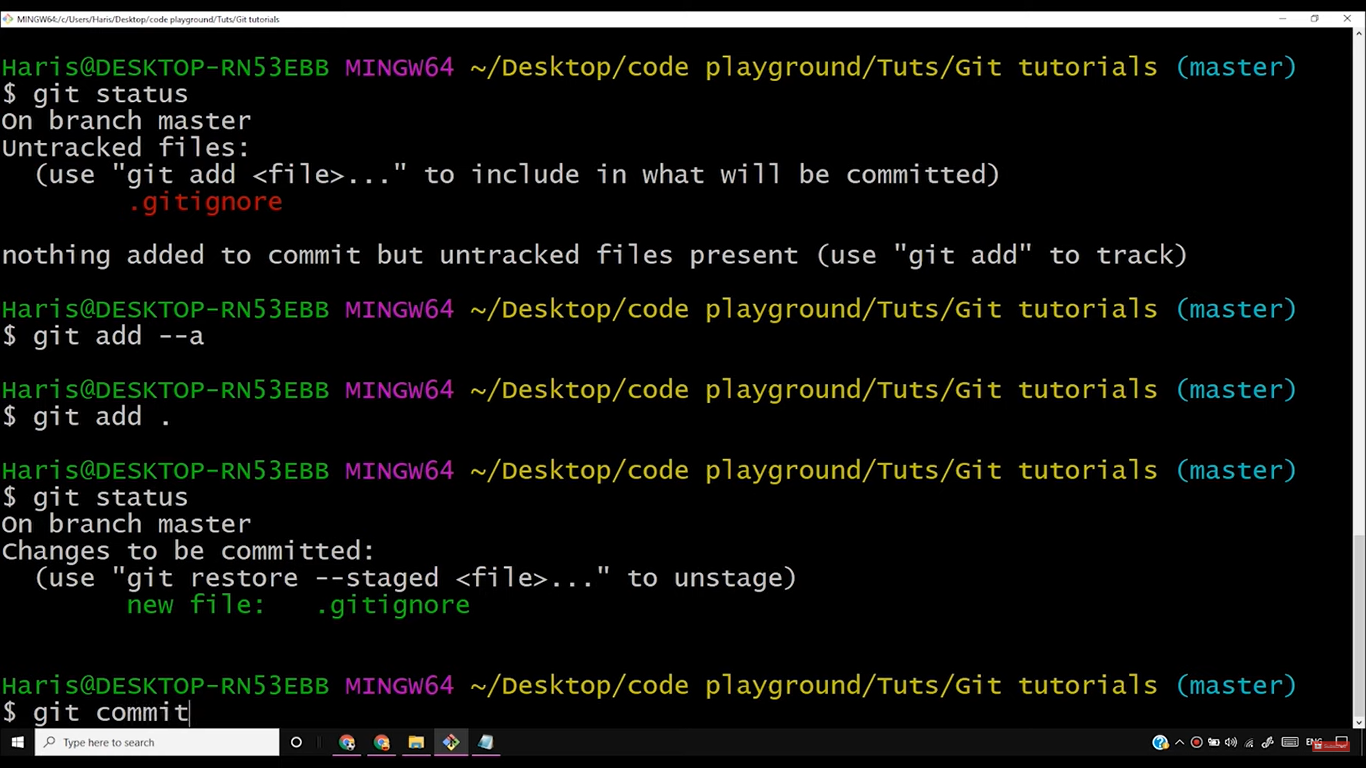 MINGW64:/c/Users/Haris/Desktop/code playground/Tuts/Git tutorials
Haris@DESKTOP-RN53EBB MINGW64 ~/Desktop/code playground/Tuts/Git tutorials (master)
$ git status
On branch master
Untracked files:
  (use "git add <file>..." to include in what will be committed)
        .gitignore
nothing added to commit but untracked files present (use "git add" to track)
Haris@DESKTOP-RN53EBB MINGW64 ~/Desktop/code playground/Tuts/Git tutorials (master)
$ git add --a
Haris@DESKTOP-RN53EBB MINGW64 ~/Desktop/code playground/Tuts/Git tutorials (master)
$ git add .
Haris@DESKTOP-RN53EBB MINGW64 ~/Desktop/code playground/Tuts/Git tutorials (master)
$ git status
On branch master
Changes to be committed:
  (use "git restore --staged <file>..." to unstage)
        new file:   .gitignore
Haris@DESKTOP-RN53EBB MINGW64 ~/Desktop/code playground/Tuts/Git tutorials (master)
$ git commit
Type here to search